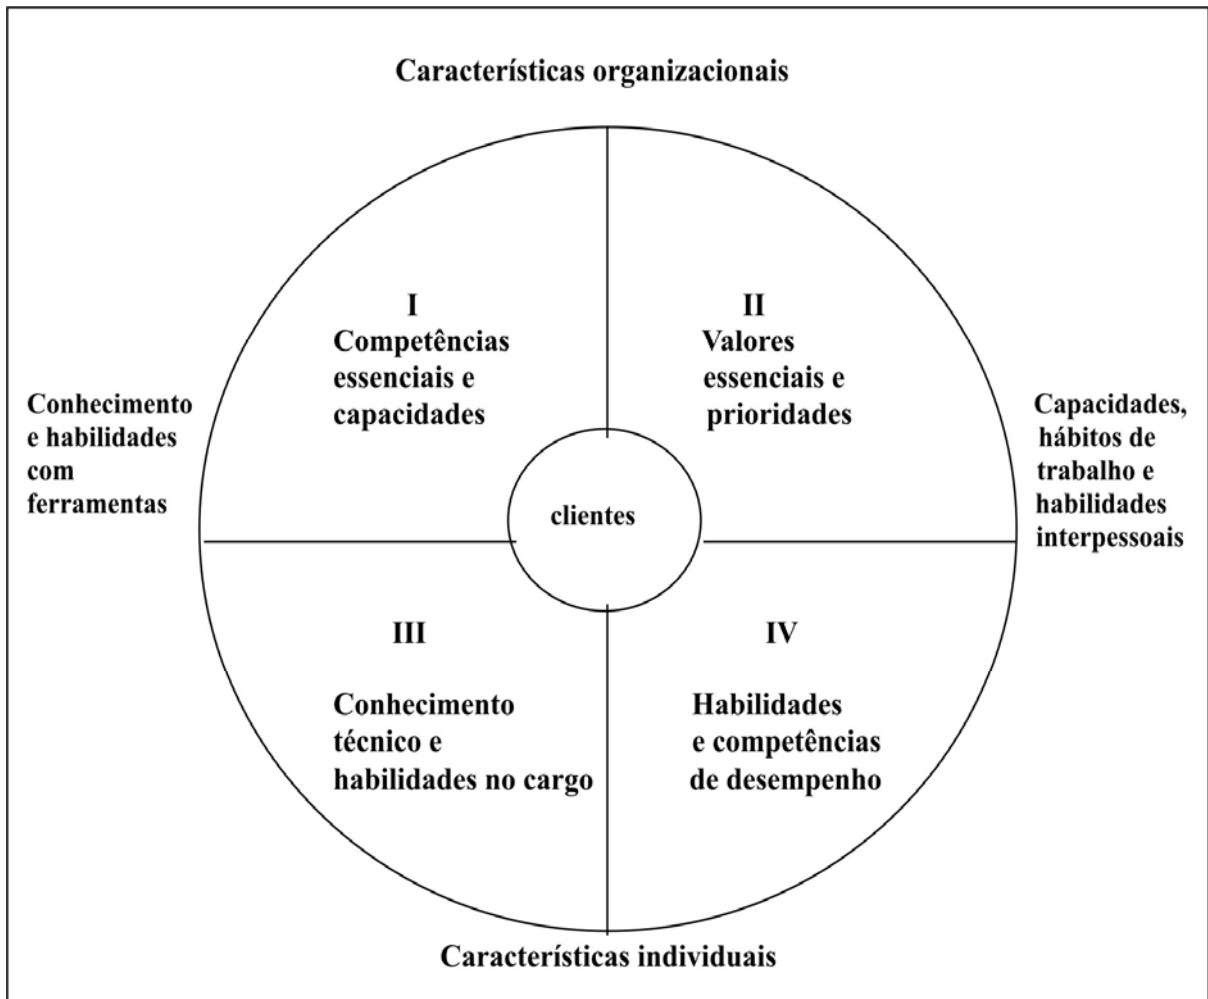 Características organizacionais
I
Competências
essenciais e
capacidades
II
Valores
essenciais e
prioridades
Conhecimento
e habilidades
com
ferramentas
clientes
Capacidades,
hábitos de
trabalho e
habilidades
interpessoais
III
Conhecimento
técnico e
habilidades no cargo
IV
Habilidades
e competências
de desempenho
Características individuais